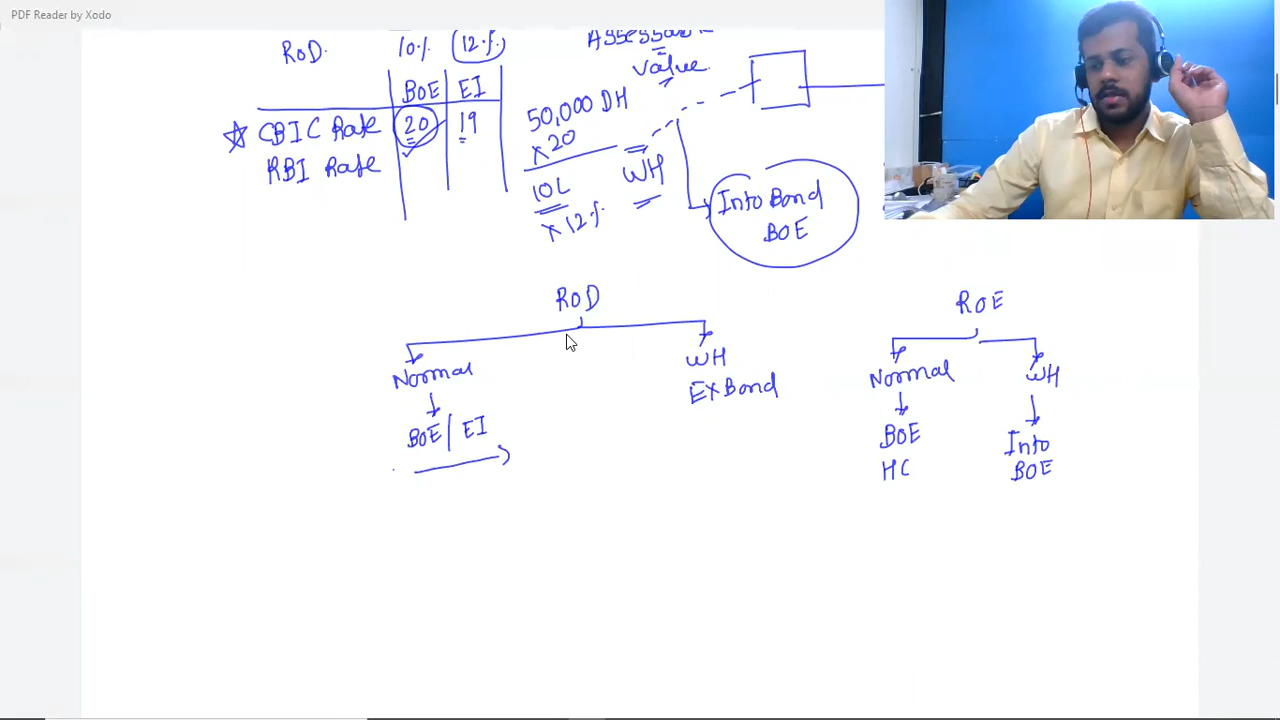 PDF Reader by Xodo
RoD. 10% (12%)
BOE EI
☆ CBIC Rate 20 19
RBI Rate
50,000 DH
× 20
10L
× 12%
Assessable
value
WH
Into Bond
BOE
ROD
Normal
BOE/EI
WH
EX Bond
ROE
Normal
BOE
HC
WH
Into
BOE